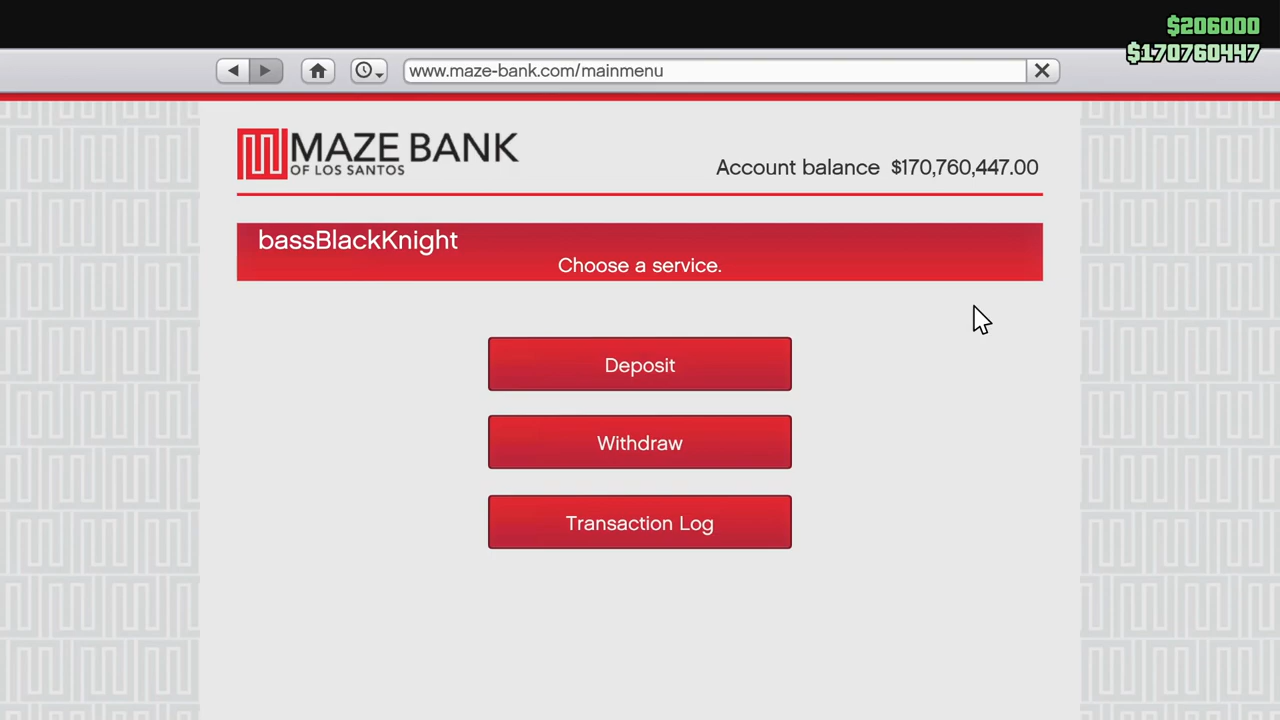 $206000
$170760447
www.maze-bank.com/mainmenu
MAZE BANK
OF LOS SANTOS
Account balance $170,760,447.00
bassBlackKnight
Choose a service.
Deposit
Withdraw
Transaction Log